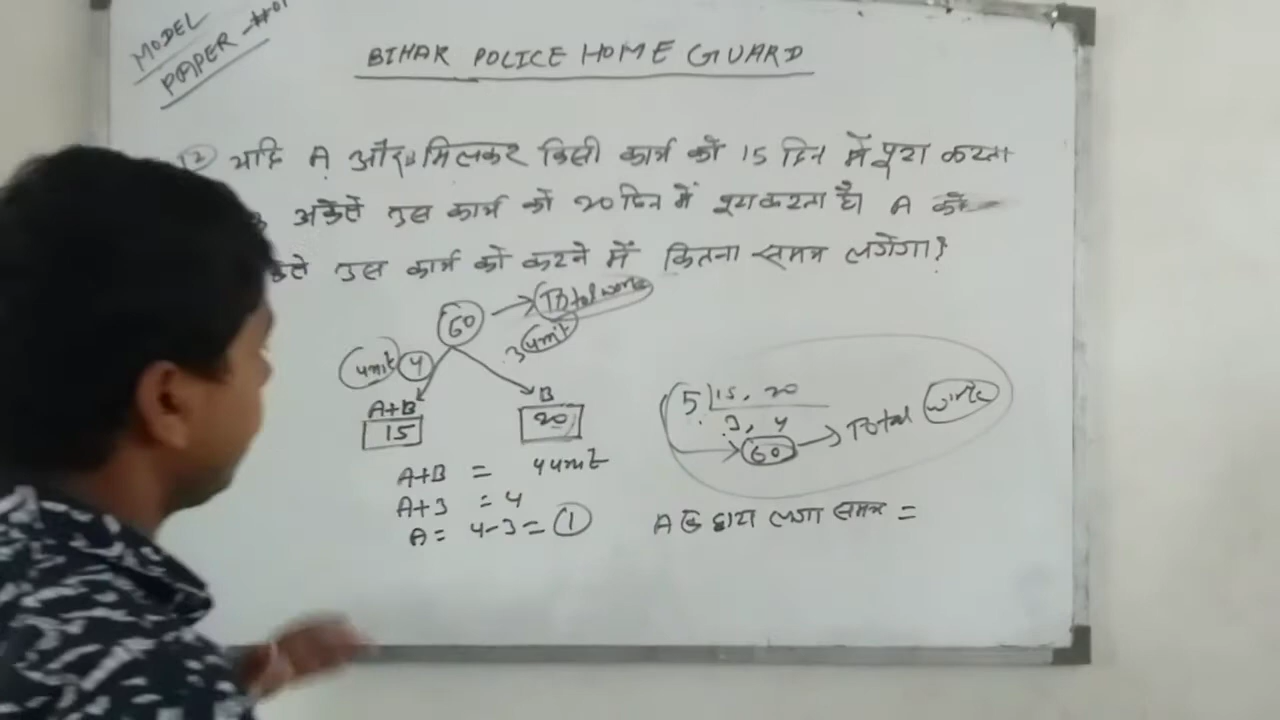 MODEL
PAPER -#01
BIHAR POLICE HOME GUARD
12 यदि A और B मिलकर किसी कार्य को 15 दिन में पूरा करता
अकेले उस कार्य को 20 दिन में पूरा करता है। A को
उस कार्य को करने में कितना समय लगेगा?
60 → Total work
unit 4
3 unit
A+B
B
15
20
5 | 15, 20
3, 4
60 → Total work
A+B = 4 unit
A+3 = 4
A = 4-3 = 1
A के द्वारा लगा समय =